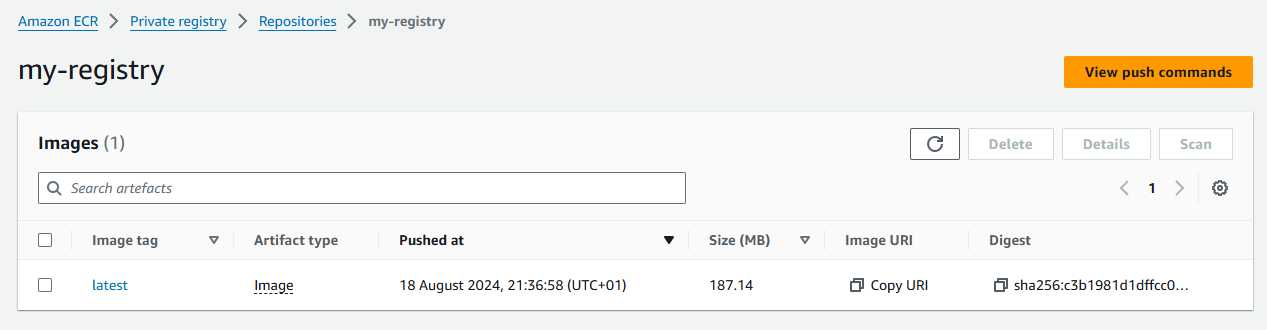 Amazon ECR > Private registry > Repositories > my-registry
my-registry
View push commands
Images (1)
Delete Details Scan
Search artefacts
1
Image tag Artifact type Pushed at Size (MB) Image URI Digest
latest Image 18 August 2024, 21:36:58 (UTC+01) 187.14 Copy URI sha256:c3b1981d1dffcc0...